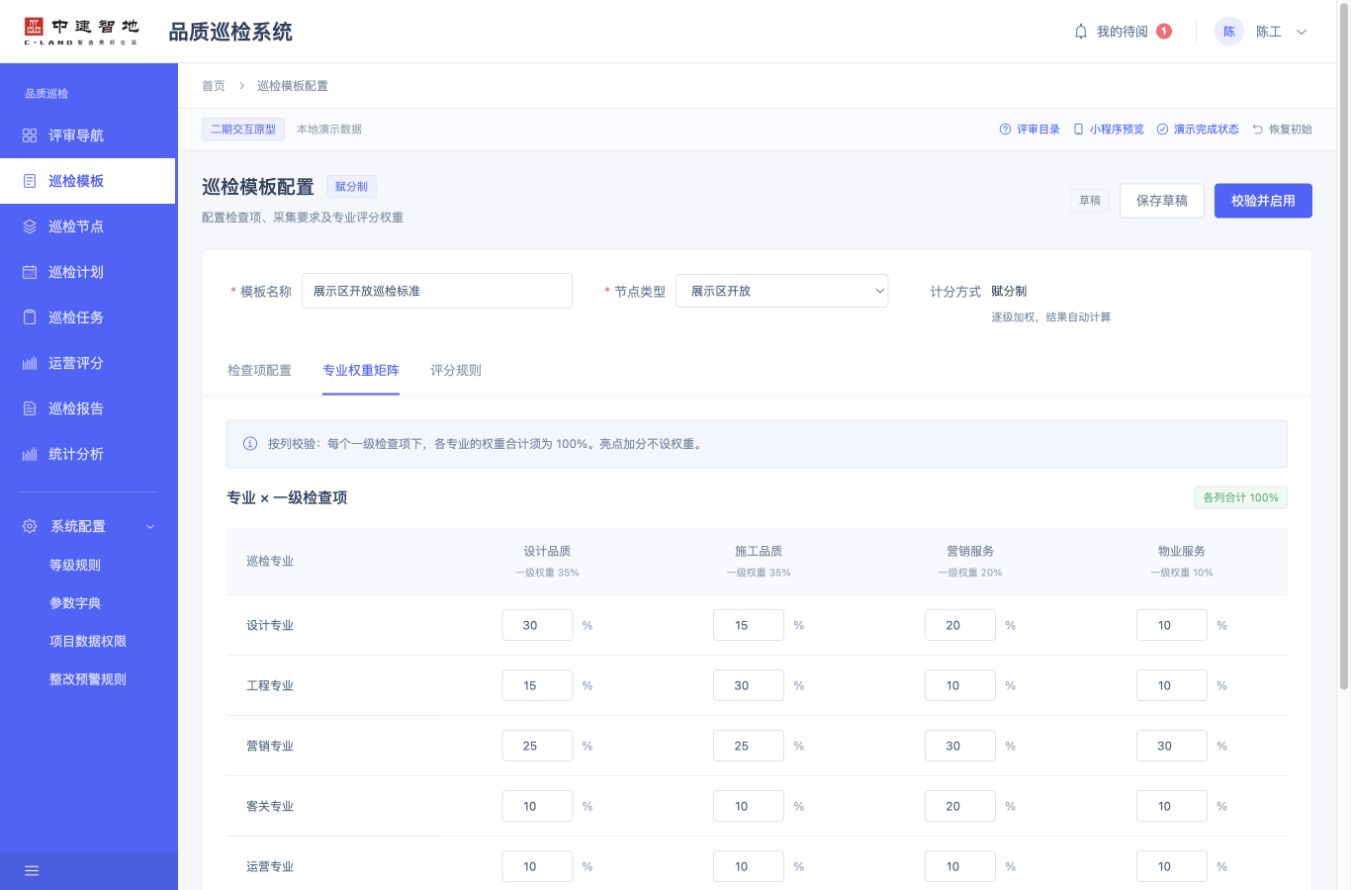 中建智地
C-LAND 智造美好生活
品质巡检系统
我的待阅 1
陈 陈工
品质巡检
评审导航
巡检模板
巡检节点
巡检计划
巡检任务
运营评分
巡检报告
统计分析
系统配置
等级规则
参数字典
项目数据权限
整改预警规则
首页 > 巡检模板配置
二期交互原型 本地演示数据
评审目录 小程序预览 演示完成状态 恢复初始
巡检模板配置 赋分制
配置检查项、采集要求及专业评分权重
草稿 保存草稿 校验并启用
* 模板名称 展示区开放巡检标准 * 节点类型 展示区开放 计分方式 赋分制
逐级加权，结果自动计算
检查项配置 专业权重矩阵 评分规则
按列校验：每个一级检查项下，各专业的权重合计须为 100%。亮点加分不设权重。
专业 × 一级检查项 各列合计 100%
巡检专业 设计品质 施工品质 营销服务 物业服务
一级权重 35% 一级权重 35% 一级权重 20% 一级权重 10%
设计专业 30 % 15 % 20 % 10 %
工程专业 15 % 30 % 10 % 10 %
营销专业 25 % 25 % 30 % 30 %
客关专业 10 % 10 % 20 % 10 %
运营专业 10 % 10 % 10 % 10 %